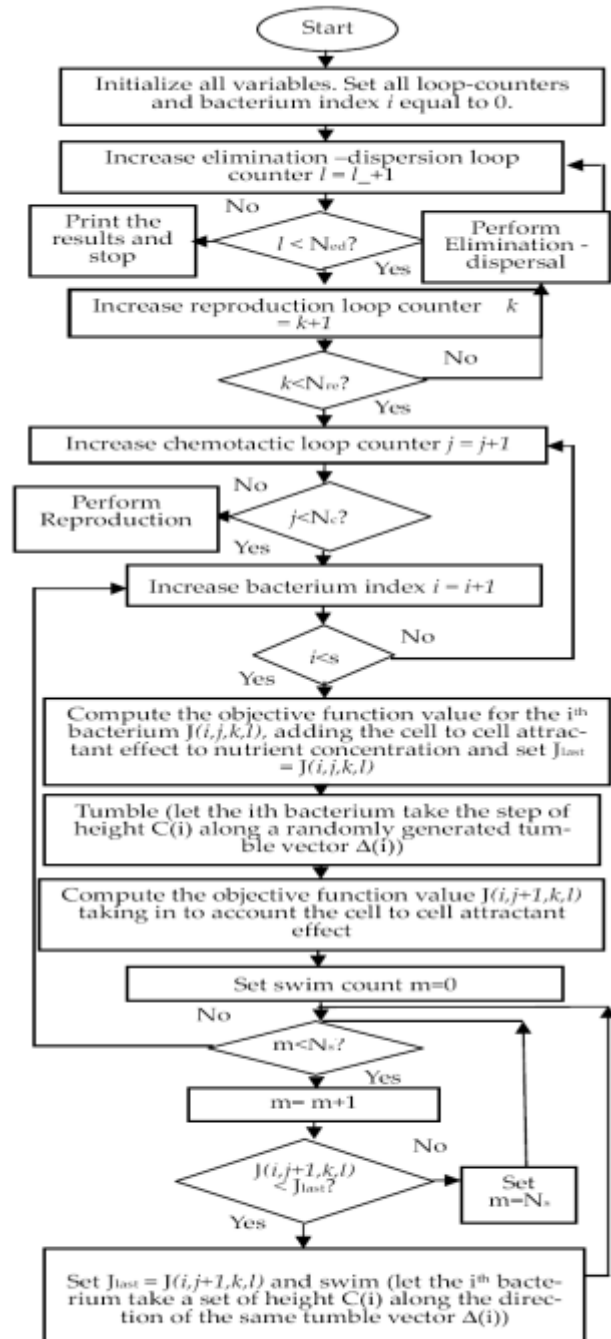 Start
Initialize all variables. Set all loop-counters
and bacterium index i equal to 0.
Increase elimination –dispersion loop
counter l = l_+1
No
Print the
results and
stop
l < Ned?
Yes
Perform
Elimination -
dispersal
Increase reproduction loop counter k
= k+1
No
k<Nre?
Yes
Increase chemotactic loop counter j = j+1
No
Perform
Reproduction
j<Nc?
Yes
Increase bacterium index i = i+1
No
i<s
Yes
Compute the objective function value for the ith
bacterium J(i,j,k,l), adding the cell to cell attrac-
tant effect to nutrient concentration and set Jlast
= J(i,j,k,l)
Tumble (let the ith bacterium take the step of
height C(i) along a randomly generated tum-
ble vector Δ(i))
Compute the objective function value J(i,j+1,k,l)
taking in to account the cell to cell attractant
effect
Set swim count m=0
No
m<Ns?
Yes
m= m+1
J(i,j+1,k,l)
< Jlast?
No
Set
m=Ns
Yes
Set Jlast = J(i,j+1,k,l) and swim (let the ith bacte-
rium take a set of height C(i) along the direc-
tion of the same tumble vector Δ(i))